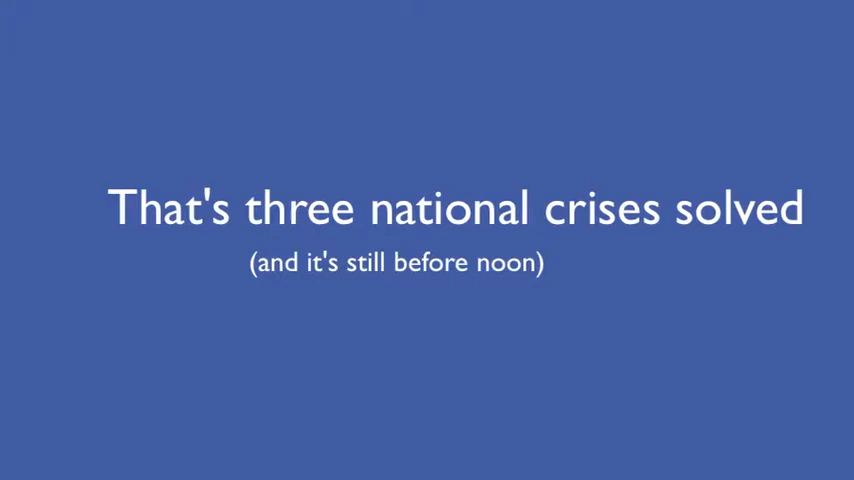 That's three national crises solved
(and it's still before noon)